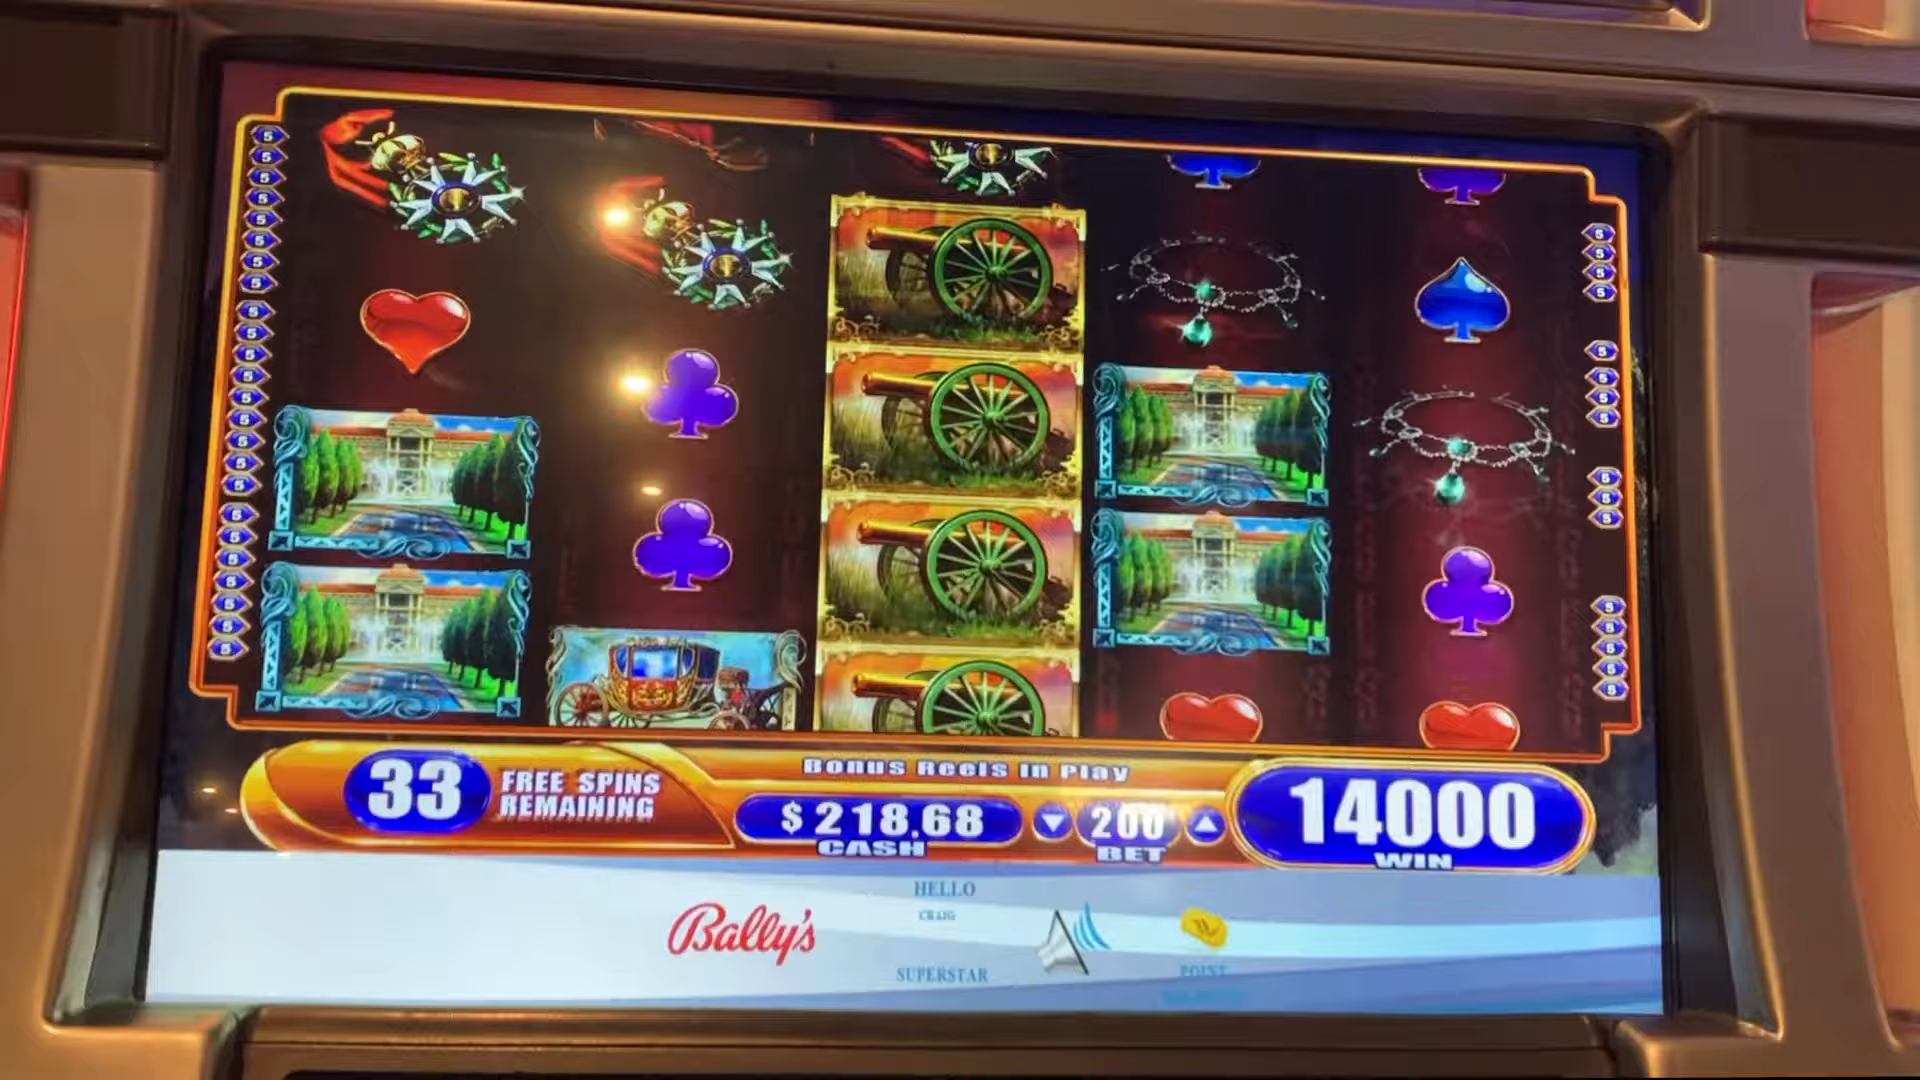 33
FREE SPINS
REMAINING
BONUS REELS IN PLAY
$218.68
CASH
200
BET
14000
WIN
Bally's
HELLO
CRAIG
SUPERSTAR
POINT